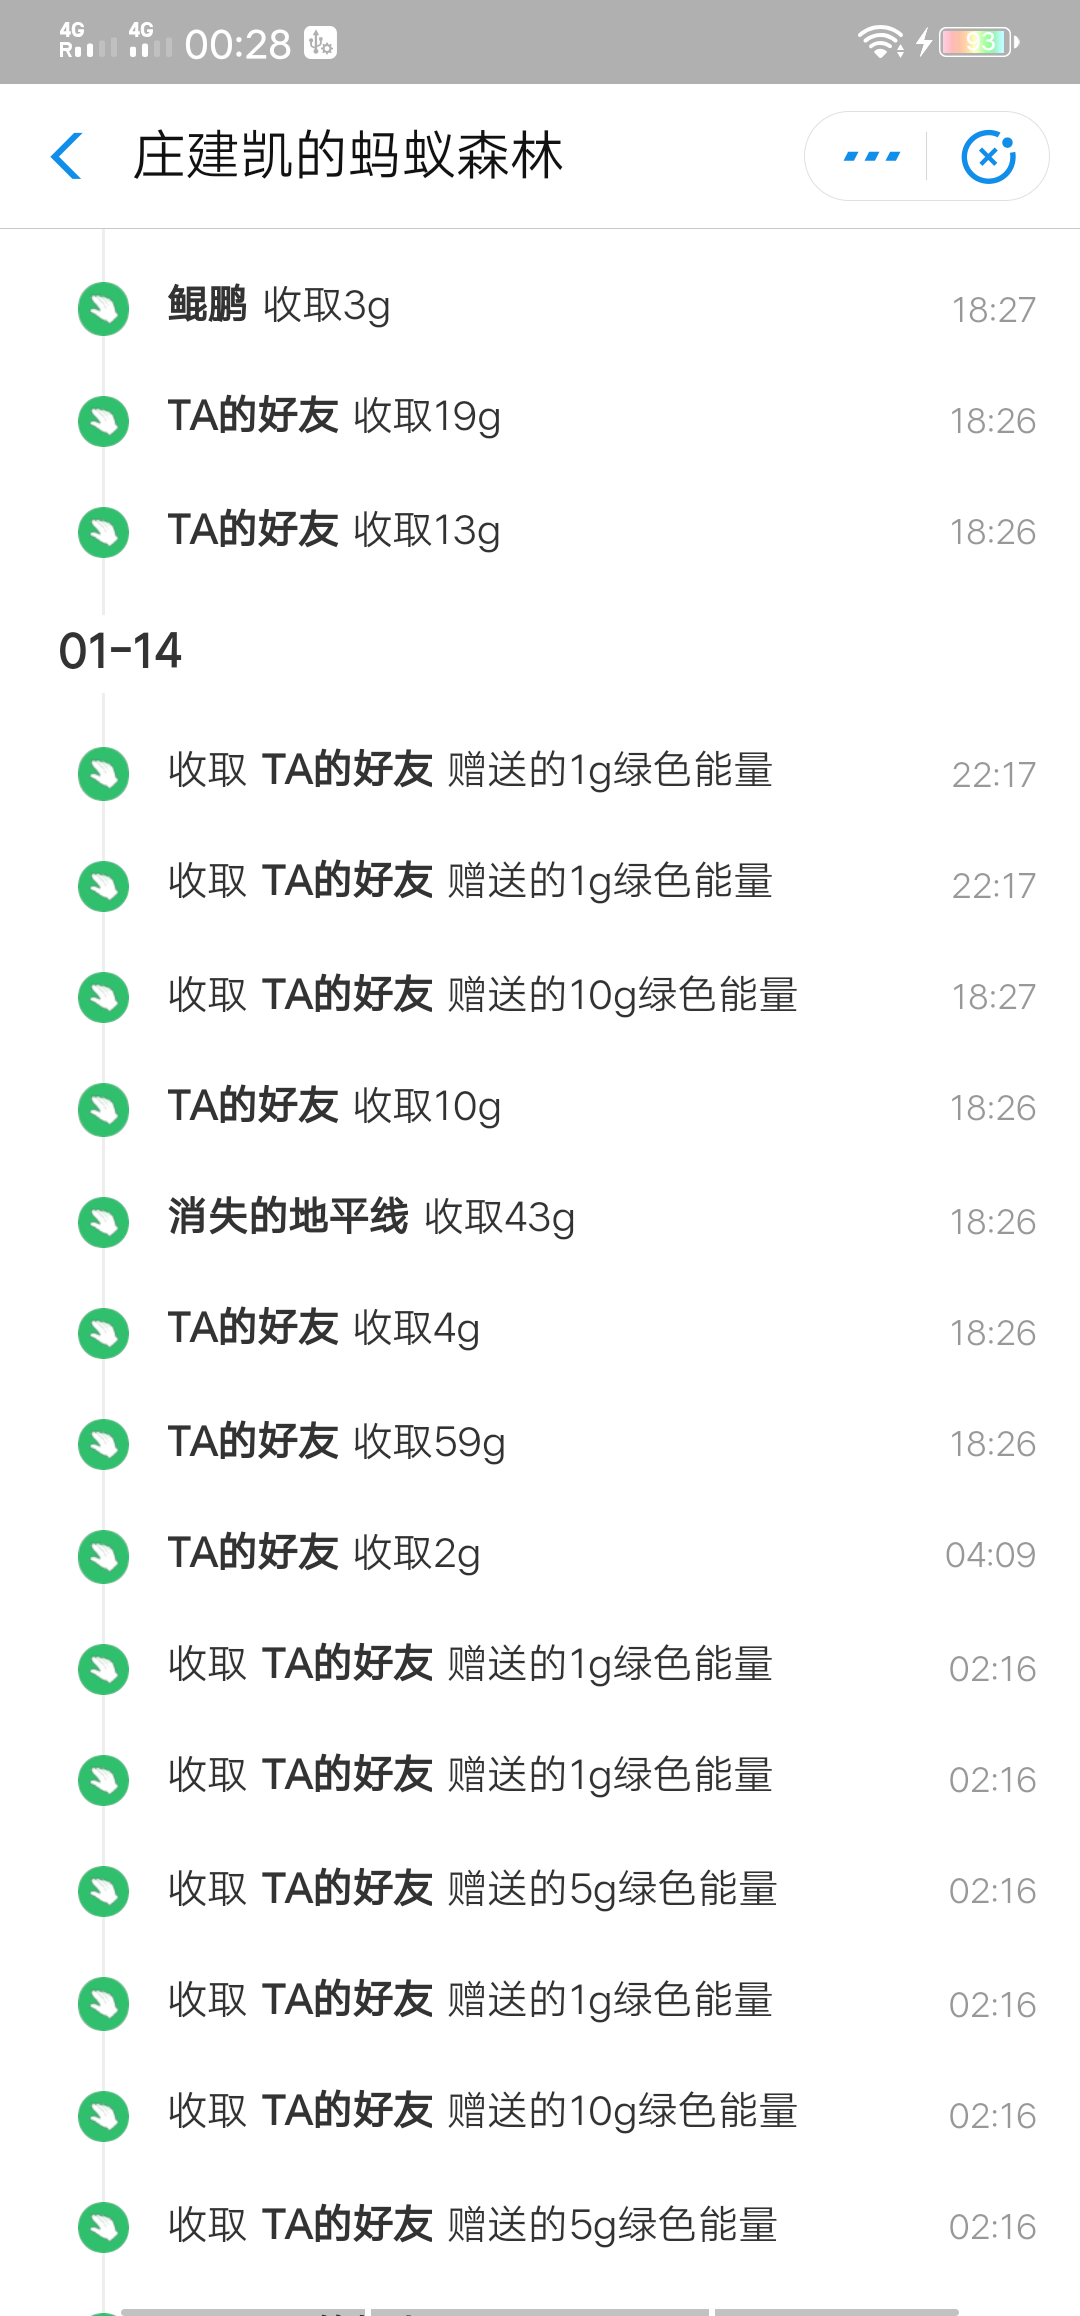 4G R 4G 00:28 93
庄建凯的蚂蚁森林
鲲鹏 收取3g 18:27
TA的好友 收取19g 18:26
TA的好友 收取13g 18:26
01-14
收取 TA的好友 赠送的1g绿色能量 22:17
收取 TA的好友 赠送的1g绿色能量 22:17
收取 TA的好友 赠送的10g绿色能量 18:27
TA的好友 收取10g 18:26
消失的地平线 收取43g 18:26
TA的好友 收取4g 18:26
TA的好友 收取59g 18:26
TA的好友 收取2g 04:09
收取 TA的好友 赠送的1g绿色能量 02:16
收取 TA的好友 赠送的1g绿色能量 02:16
收取 TA的好友 赠送的5g绿色能量 02:16
收取 TA的好友 赠送的1g绿色能量 02:16
收取 TA的好友 赠送的10g绿色能量 02:16
收取 TA的好友 赠送的5g绿色能量 02:16